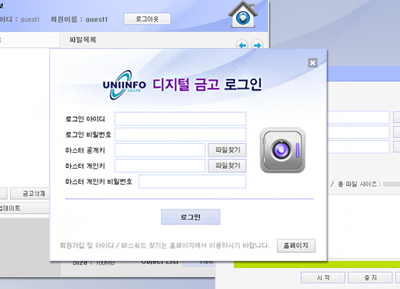 이디 : guest1 회원이름 : guest1 로그아웃
파일목록
UNIINFO 디지털 금고 로그인
로그인 아이디
로그인 비밀번호
마스터 공개키 파일찾기
마스터 개인키 파일찾기
마스터 개인키 비밀번호
/ 총 파일 사이즈 :
금고삭제
업데이트
로그인
회원가입 및 아이디 / 패스워드 찾기는 홈페이지에서 이용하시기 바랍니다. 홈페이지
Size : 100MB Object List
시 작 중 지